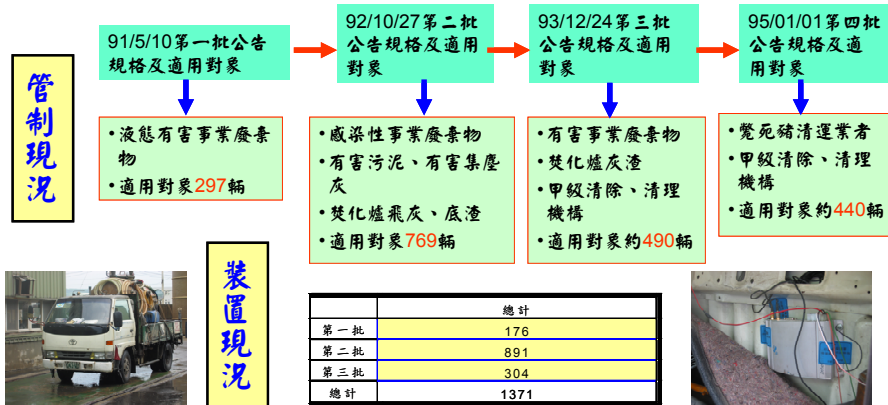 管制現況
91/5/10第一批公告
規格及適用對象
92/10/27第二批
公告規格及適用
對象
93/12/24第三批
公告規格及適用
對象
95/01/01第四批
公告規格及適
用對象
•液態有害事業廢棄
物
•適用對象297輛
•感染性事業廢棄物
•有害污泥、有害集塵
灰
•焚化爐飛灰、底渣
•適用對象769輛
•有害事業廢棄物
•焚化爐灰渣
•甲級清除、清理
機構
•適用對象約490輛
•斃死豬清運業者
•甲級清除、清理
機構
•適用對象約440輛
裝置現況
總計
第一批 176
第二批 891
第三批 304
總計 1371